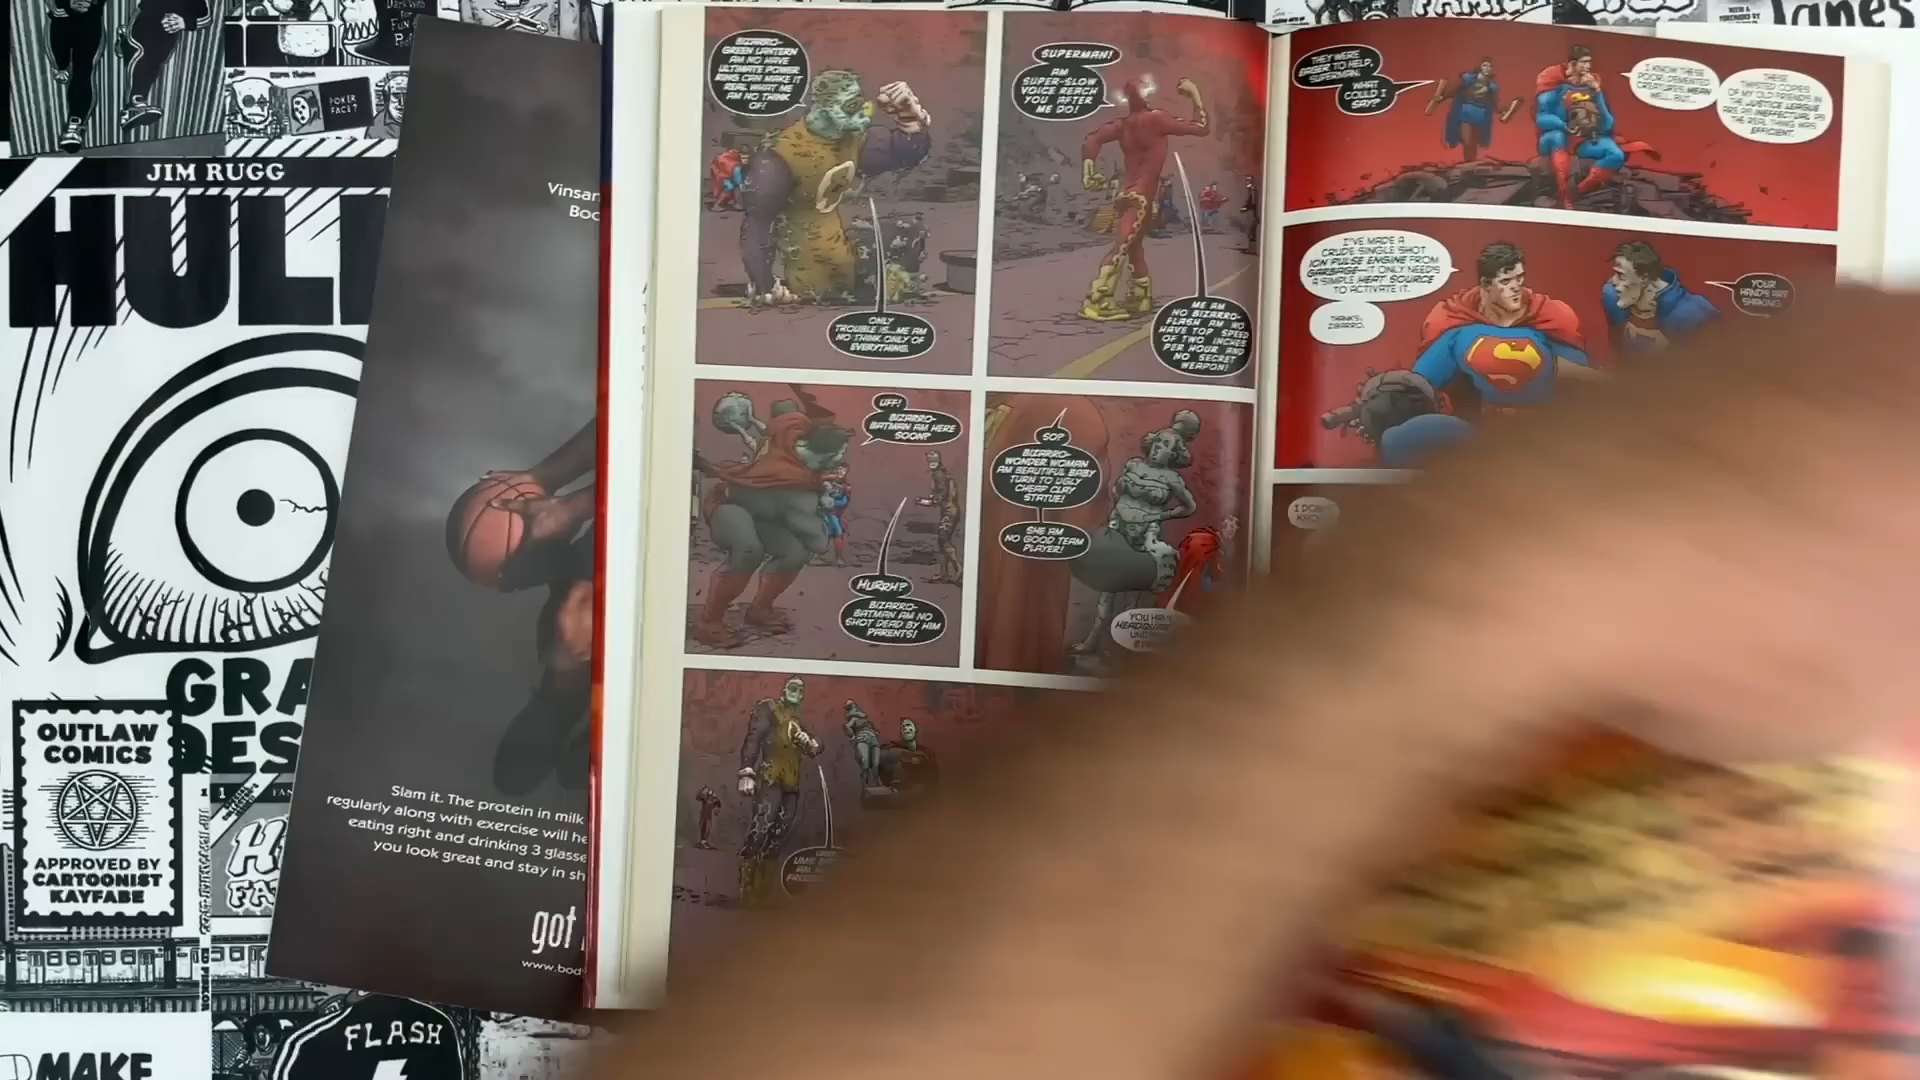 JIM RUGG
HULK
GRA
DES
OUTLAW
COMICS
APPROVED BY
CARTOONIST
KAYFABE
MAKE
FLASH
POKER
FACE?
Slam it. The protein in milk
regularly along with exercise will he
eating right and drinking 3 glasse
you look great and stay in sh
got
www.bod
BIZARRO-
GREEN LANTERN
AM NO HAVE
ULTIMATE POWER
RING CAN MAKE IT
REAL WHAT ME
AM NO THINK
OF!
ONLY
TROUBLE IS... ME AM
NO THINK ONLY OF
EVERYTHING.
SUPERMAN!
AM
SUPER-SLOW
VOICE REACH
YOU AFTER
ME DO!
ME AM
NO BIZARRO-
FLASH AM NO
HAVE TOP SPEED
OF TWO INCHES
PER HOUR AND
NO SECRET
WEAPON!
UFF!
BIZARRO-
BATMAN AM HERE
SOON?
HURRH?
BIZARRO-
BATMAN AM NO
SHOT DEAD BY HIM
PARENTS!
SO?
BIZARRO-
WONDER WOMAN
AM BEAUTIFUL BABY
TURN TO UGLY
CHEAP CLAY
STATUE!
SHE AM
NO GOOD TEAM
PLAYER!
YOU HAVE
THEY WERE
EAGER TO HELP,
SUPERMAN.
WHAT
COULD I
SAY?
I KNOW THESE
POOR, DEMENTED
CREATURES MEAN
WELL, BUT...
THESE
TWISTED COPIES
OF MY OLD FRIENDS IN
THE JUSTICE LEAGUE
ARE AS INEFFECTUAL AS
THE REAL THING WAS
EFFICIENT.
I'VE MADE A
CRUDE SINGLE SHOT
ION PULSE ENGINE FROM
GARBAGE--IT ONLY NEEDS
A SIMPLE HEAT SOURCE
TO ACTIVATE IT.
THANKS,
ZIBARRO.
YOUR
HANDS ARE
SHAKING.